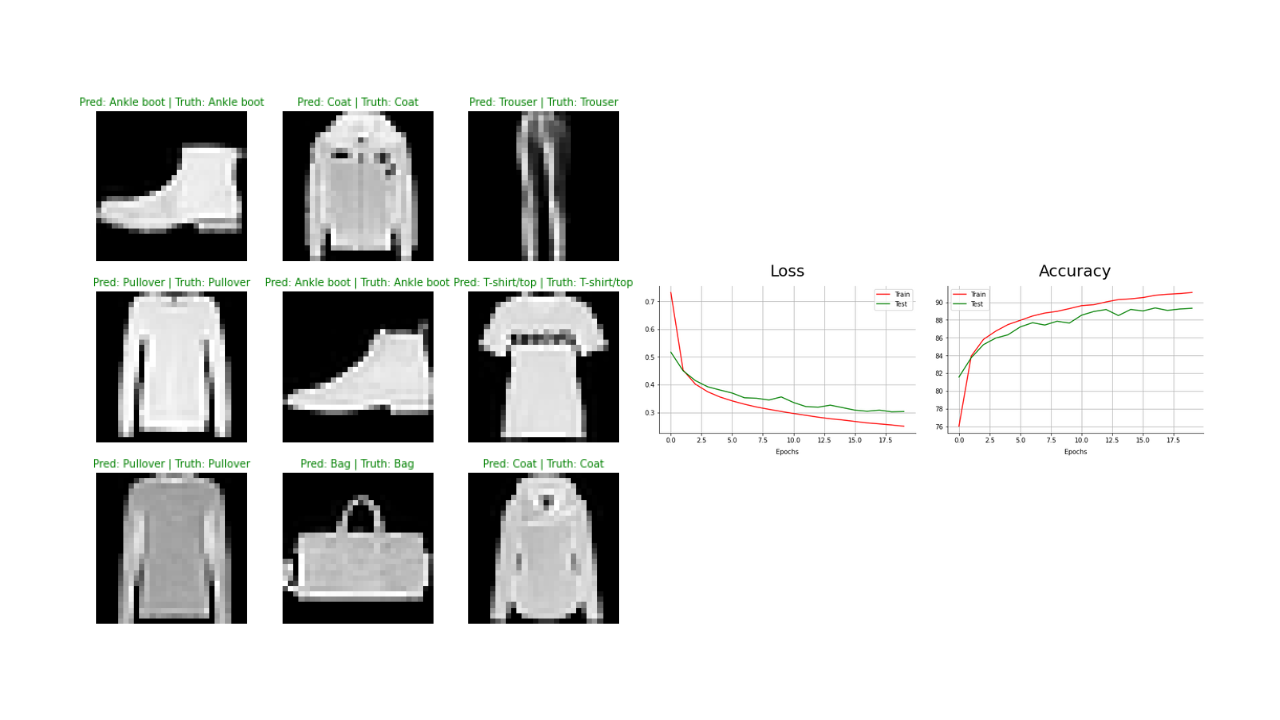 Pred: Ankle boot | Truth: Ankle boot
Pred: Coat | Truth: Coat
Pred: Trouser | Truth: Trouser
Pred: Pullover | Truth: Pullover
Pred: Ankle boot | Truth: Ankle boot
Pred: T-shirt/top | Truth: T-shirt/top
Pred: Pullover | Truth: Pullover
Pred: Bag | Truth: Bag
Pred: Coat | Truth: Coat
Loss
Train
Test
0.7
0.6
0.5
0.4
0.3
0.0 2.5 5.0 7.5 10.0 12.5 15.0 17.5
Epochs
Accuracy
Train
Test
90
88
86
84
82
80
78
76
0.0 2.5 5.0 7.5 10.0 12.5 15.0 17.5
Epochs